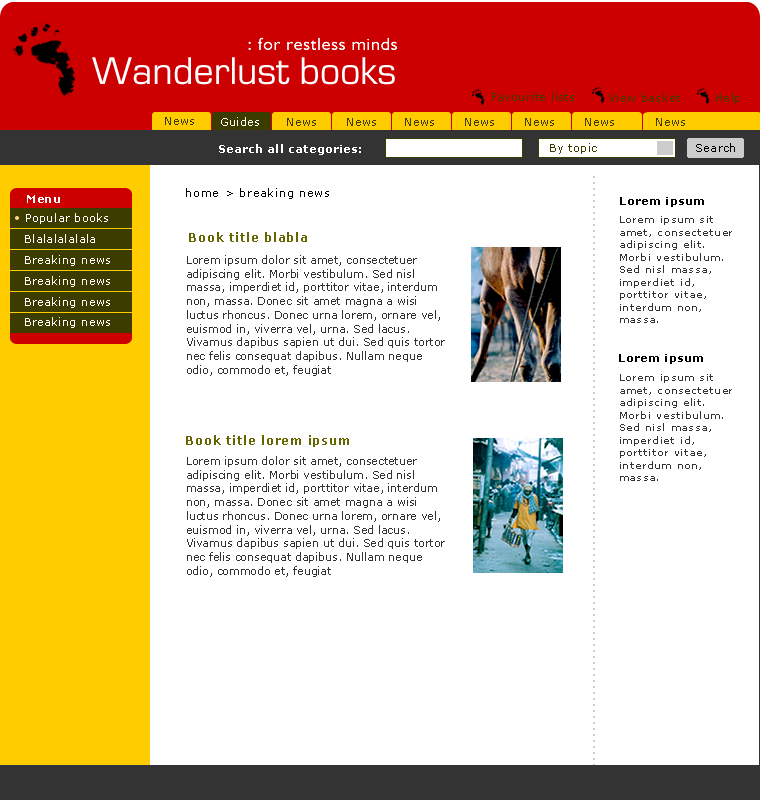 : for restless minds
Wanderlust books
Favourite lists View basket
News Guides News News News News News News News
Search all categories: By topic Search
Menu
Popular books
Blalalalalala
Breaking news
Breaking news
Breaking news
Breaking news
home > breaking news
Book title blabla
Lorem ipsum dolor sit amet, consectetuer
adipiscing elit. Morbi vestibulum. Sed nisl
massa, imperdiet id, porttitor vitae, interdum
non, massa. Donec sit amet magna a wisi
luctus rhoncus. Donec urna lorem, ornare vel,
euismod in, viverra vel, urna. Sed lacus.
Vivamus dapibus sapien ut dui. Sed quis tortor
nec felis consequat dapibus. Nullam neque
odio, commodo et, feugiat
Book title lorem ipsum
Lorem ipsum dolor sit amet, consectetuer
adipiscing elit. Morbi vestibulum. Sed nisl
massa, imperdiet id, porttitor vitae, interdum
non, massa. Donec sit amet magna a wisi
luctus rhoncus. Donec urna lorem, ornare vel,
euismod in, viverra vel, urna. Sed lacus.
Vivamus dapibus sapien ut dui. Sed quis tortor
nec felis consequat dapibus. Nullam neque
odio, commodo et, feugiat
Lorem ipsum
Lorem ipsum sit
amet, consectetuer
adipiscing elit.
Morbi vestibulum.
Sed nisl massa,
imperdiet id,
porttitor vitae,
interdum non,
massa.
Lorem ipsum
Lorem ipsum sit
amet, consectetuer
adipiscing elit.
Morbi vestibulum.
Sed nisl massa,
imperdiet id,
porttitor vitae,
interdum non,
massa.